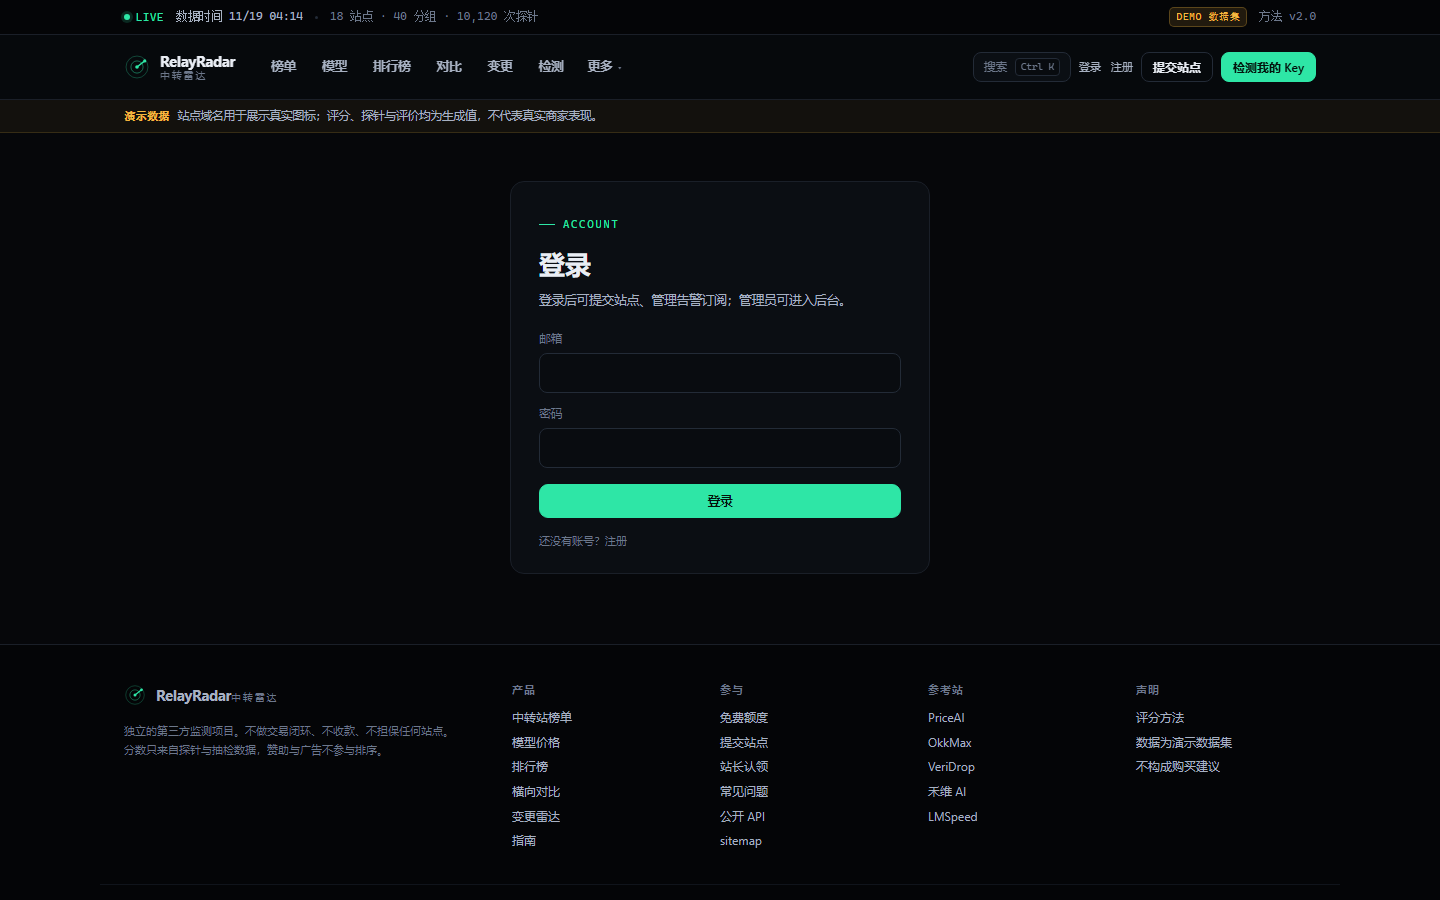 LIVE 数据时间 11/19 04:14 · 18 站点 · 40 分组 · 10,120 次探针
DEMO 数据集 方法 v2.0
RelayRadar
中转雷达
榜单 模型 排行榜 对比 变更 检测 更多
搜索 Ctrl K 登录 注册 提交站点 检测我的 Key
演示数据 站点域名用于展示真实图标；评分、探针与评价均为生成值，不代表真实商家表现。
ACCOUNT
登录
登录后可提交站点、管理告警订阅；管理员可进入后台。
邮箱
密码
登录
还没有账号？注册
RelayRadar中转雷达
独立的第三方监测项目。不做交易闭环、不收款、不担保任何站点。
分数只来自探针与抽检数据，赞助与广告不参与排序。
产品
中转站榜单
模型价格
排行榜
横向对比
变更雷达
指南
参与
免费额度
提交站点
站长认领
常见问题
公开 API
sitemap
参考站
PriceAI
OkkMax
VeriDrop
禾维 AI
LMSpeed
声明
评分方法
数据为演示数据集
不构成购买建议